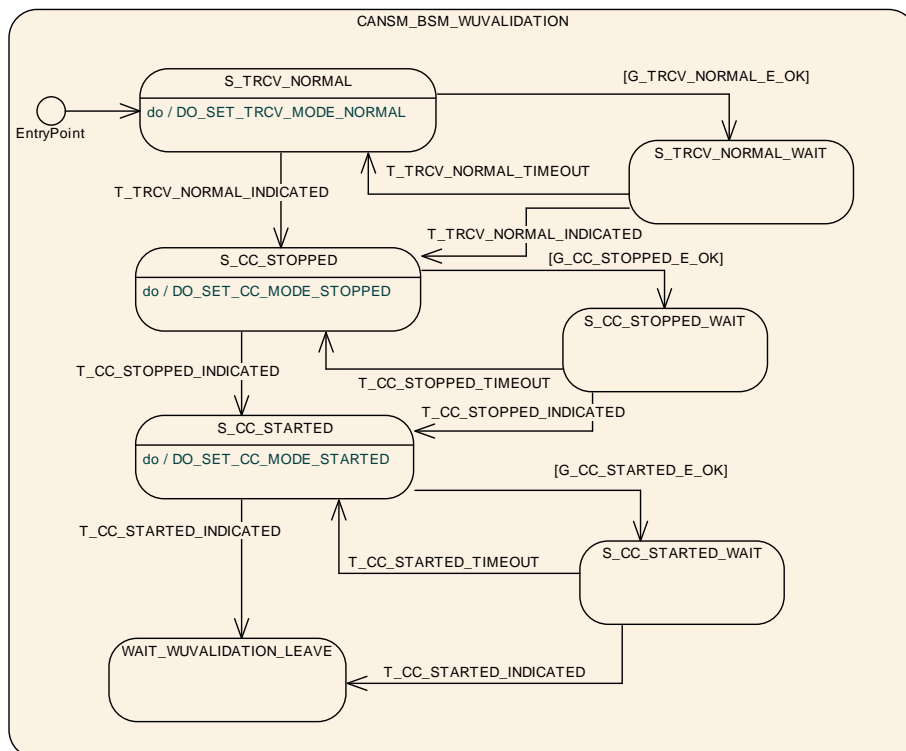 CANSM_BSM_WUVALIDATION
S_TRCV_NORMAL
[G_TRCV_NORMAL_E_OK]
do / DO_SET_TRCV_MODE_NORMAL
EntryPoint
S_TRCV_NORMAL_WAIT
T_TRCV_NORMAL_TIMEOUT
T_TRCV_NORMAL_INDICATED
T_TRCV_NORMAL_INDICATED
S_CC_STOPPED
[G_CC_STOPPED_E_OK]
do / DO_SET_CC_MODE_STOPPED
S_CC_STOPPED_WAIT
T_CC_STOPPED_INDICATED
T_CC_STOPPED_TIMEOUT
T_CC_STOPPED_INDICATED
S_CC_STARTED
do / DO_SET_CC_MODE_STARTED
[G_CC_STARTED_E_OK]
T_CC_STARTED_INDICATED
S_CC_STARTED_WAIT
T_CC_STARTED_TIMEOUT
WAIT_WUVALIDATION_LEAVE
T_CC_STARTED_INDICATED